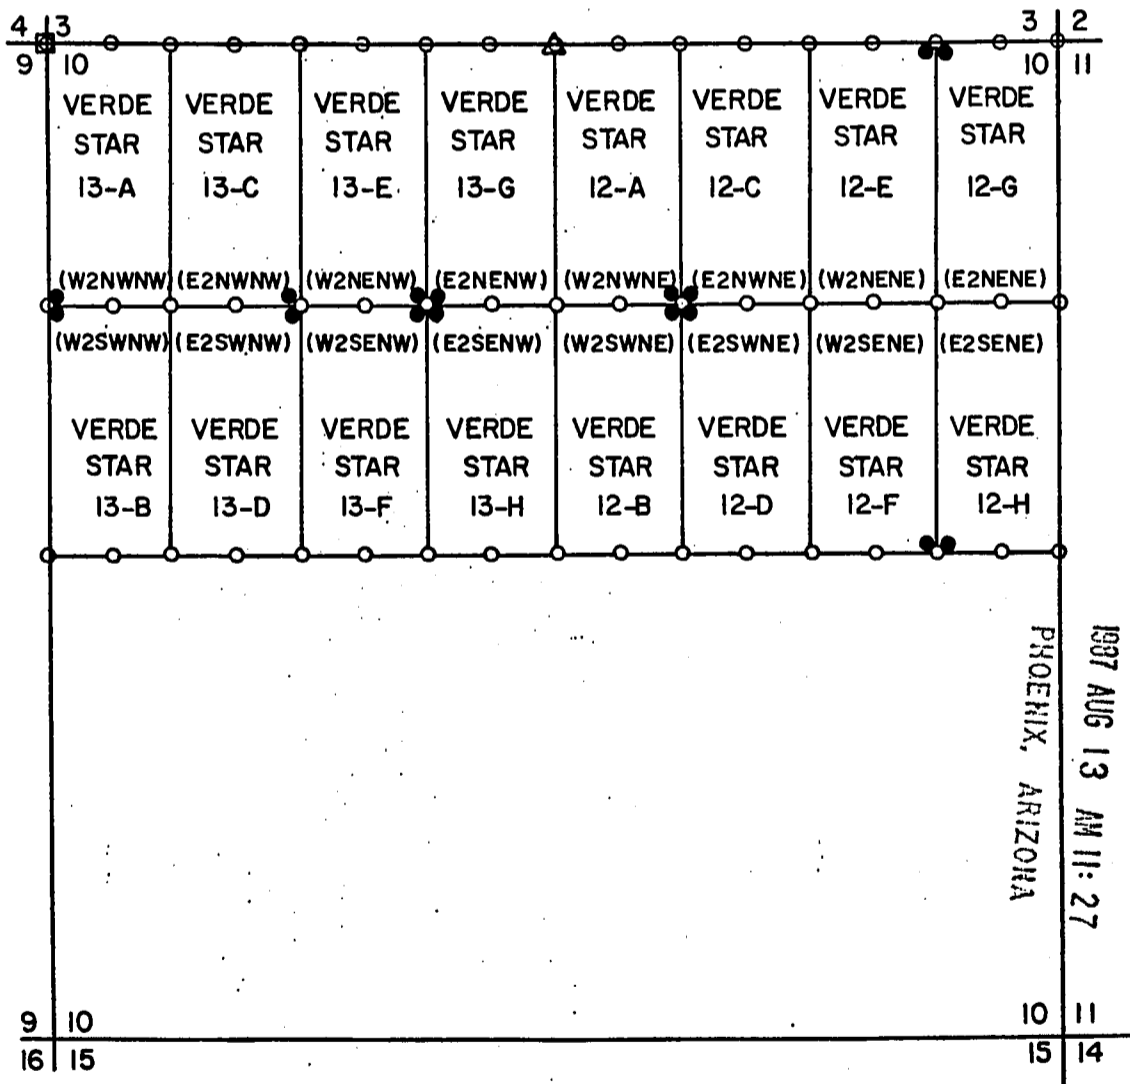 4 3
3 2
9 10
10 11
VERDE STAR 13-A
VERDE STAR 13-C
VERDE STAR 13-E
VERDE STAR 13-G
VERDE STAR 12-A
VERDE STAR 12-C
VERDE STAR 12-E
VERDE STAR 12-G
(W2NWNW) (E2NWNW) (W2NENW) (E2NENW) (W2NWNE) (E2NWNE) (W2NENE) (E2NENE)
(W2SWNW) (E2SWNW) (W2SENW) (E2SENW) (W2SWNE) (E2SWNE) (W2SENE) (E2SENE)
VERDE STAR 13-B
VERDE STAR 13-D
VERDE STAR 13-F
VERDE STAR 13-H
VERDE STAR 12-B
VERDE STAR 12-D
VERDE STAR 12-F
VERDE STAR 12-H
1987 AUG 13 AM 11:27
PHOENIX, ARIZONA
9 10
10 11
16 15
15 14